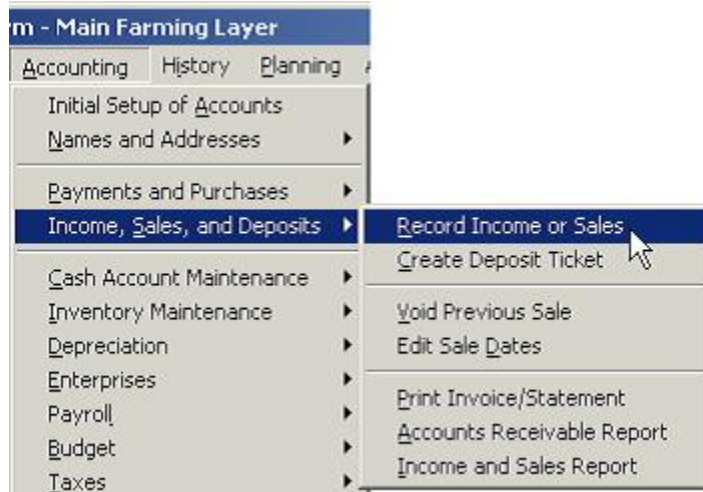 rm - Main Farming Layer
Accounting History Planning
Initial Setup of Accounts
Names and Addresses
Payments and Purchases
Income, Sales, and Deposits
Cash Account Maintenance
Inventory Maintenance
Depreciation
Enterprises
Payroll
Budget
Taxes
Record Income or Sales
Create Deposit Ticket
Void Previous Sale
Edit Sale Dates
Print Invoice/Statement
Accounts Receivable Report
Income and Sales Report